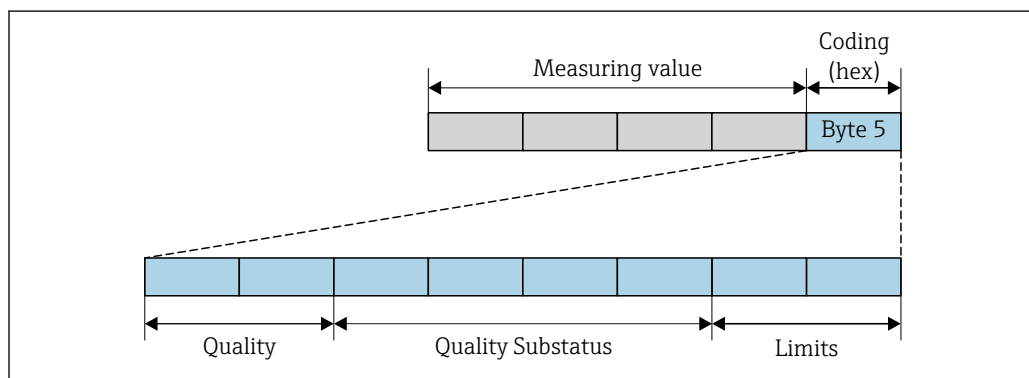 Measuring value
Coding
(hex)
Byte 5
Quality
Quality Substatus
Limits